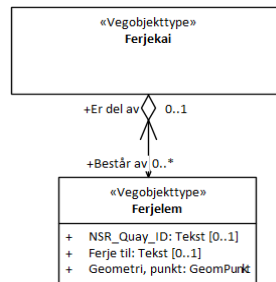 «Vegobjekttype»
Ferjekai
+Er del av 0..1
+Består av 0..*
«Vegobjekttype»
Ferjelem
+ NSR_Quay_ID: Tekst [0..1]
+ Ferje til: Tekst [0..1]
+ Geometri, punkt: GeomPunkt